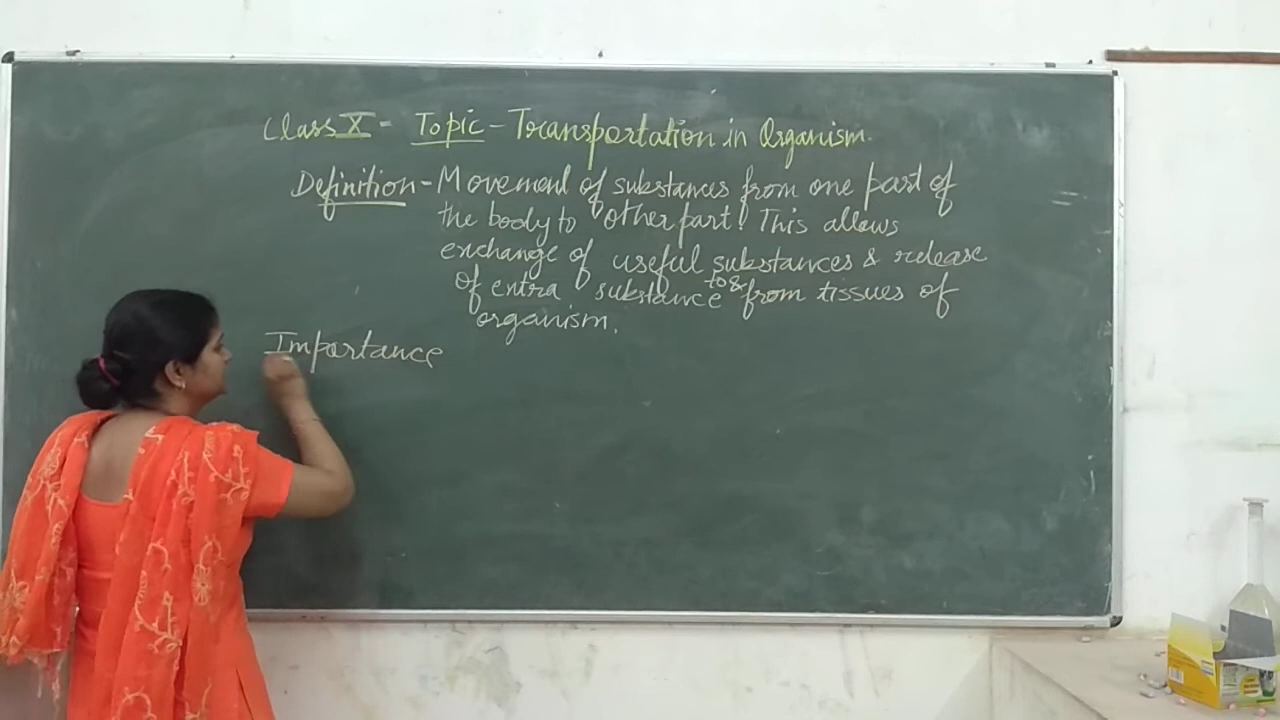 Class X - Topic - Transportation in Organism.
Definition - Movement of substances from one part of
the body to other part. This allows
exchange of useful substances & release
of extra substance to & from tissues of
organism.
Importance